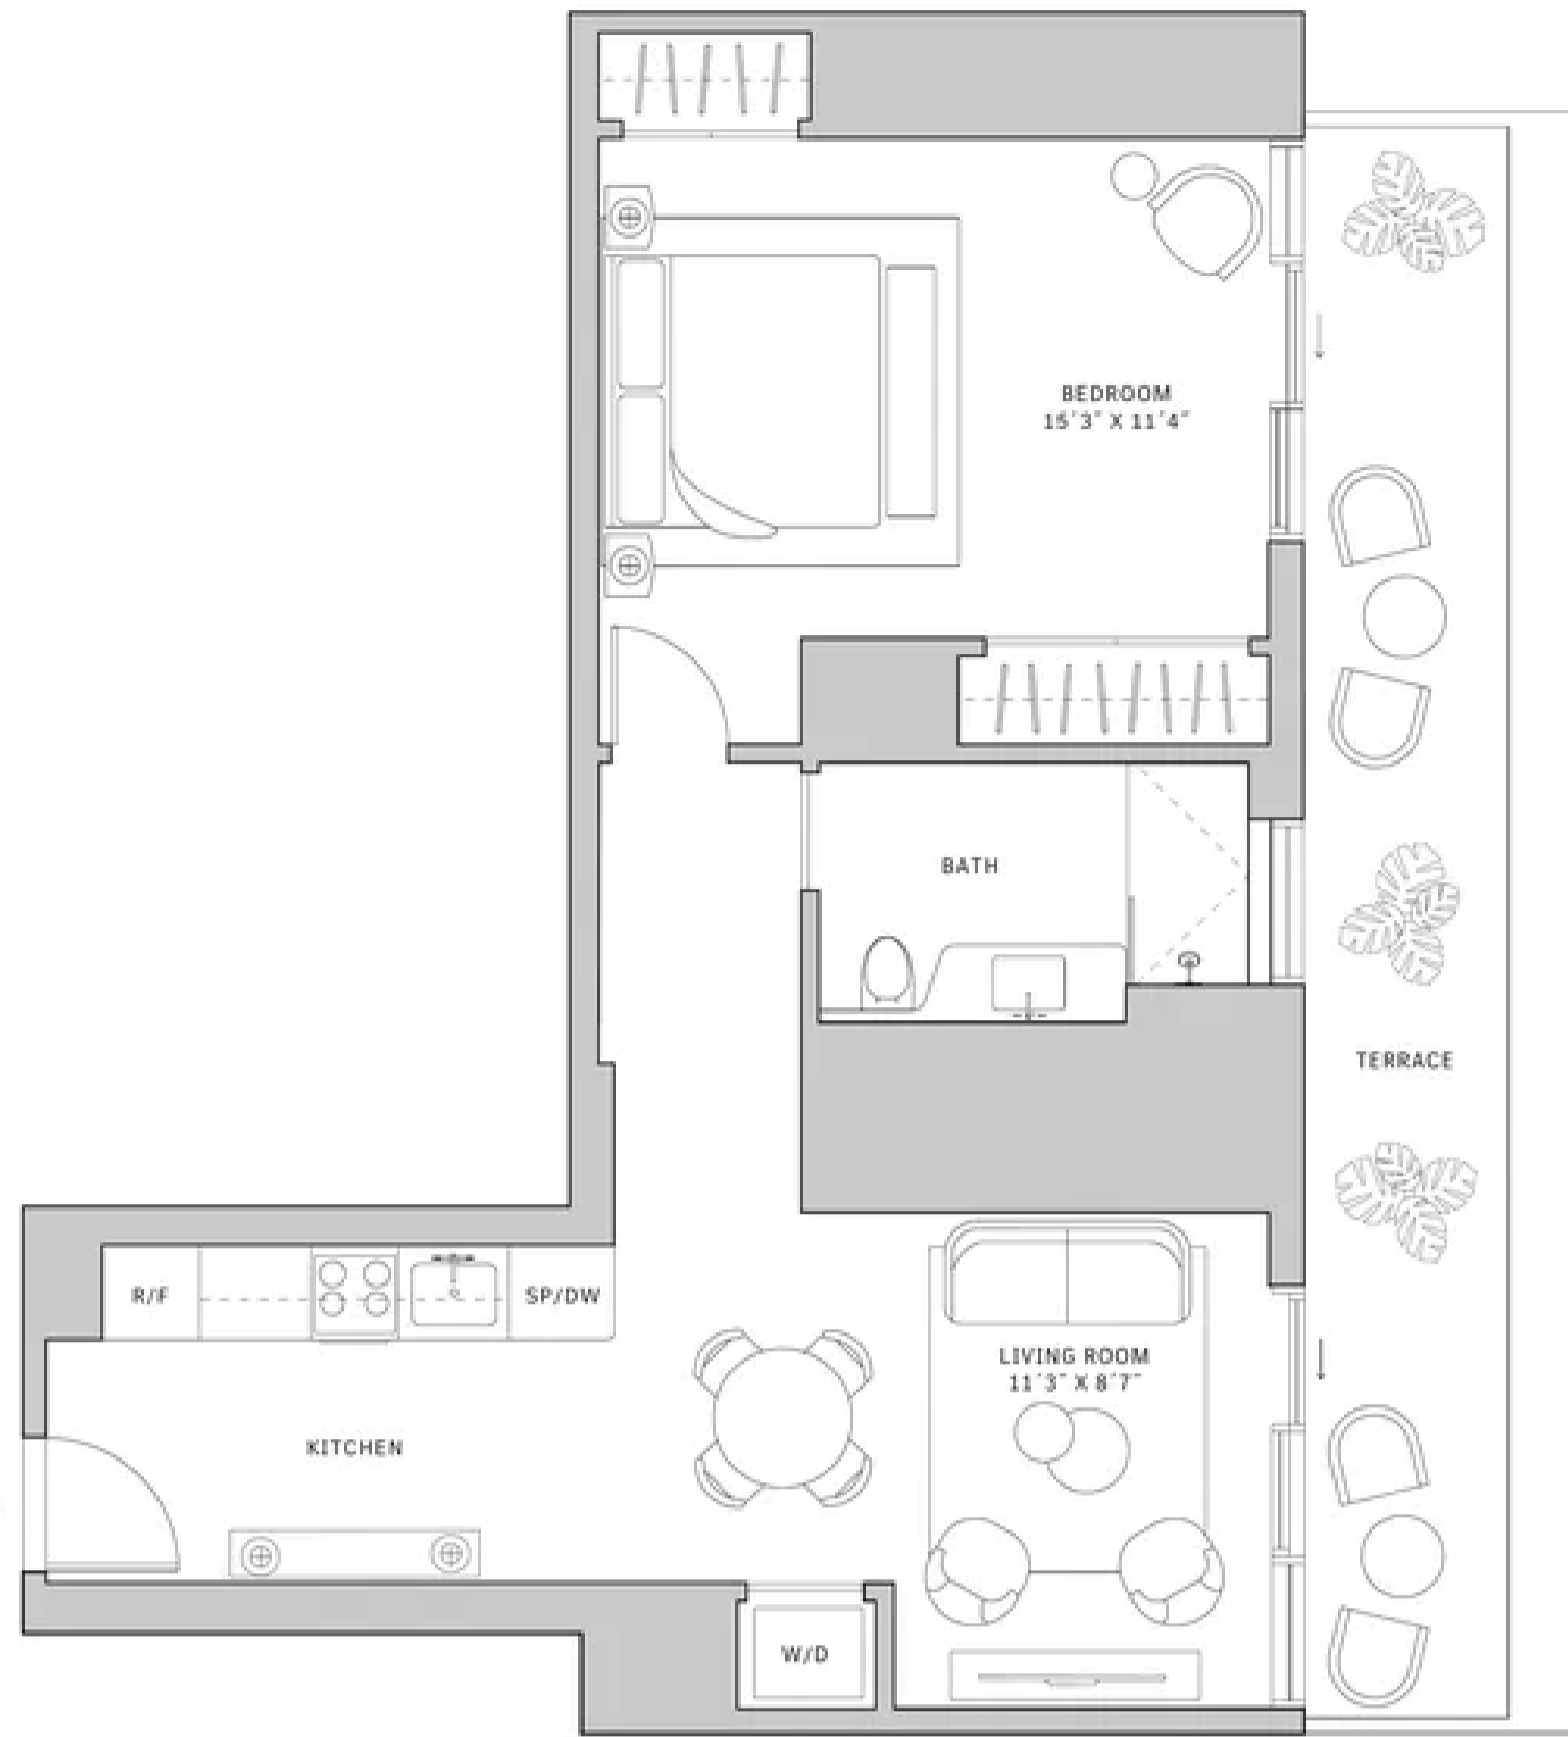 BEDROOM
15'3" X 11'4"
BATH
TERRACE
R/F
SP/DW
LIVING ROOM
11'3" X 8'7"
KITCHEN
W/D